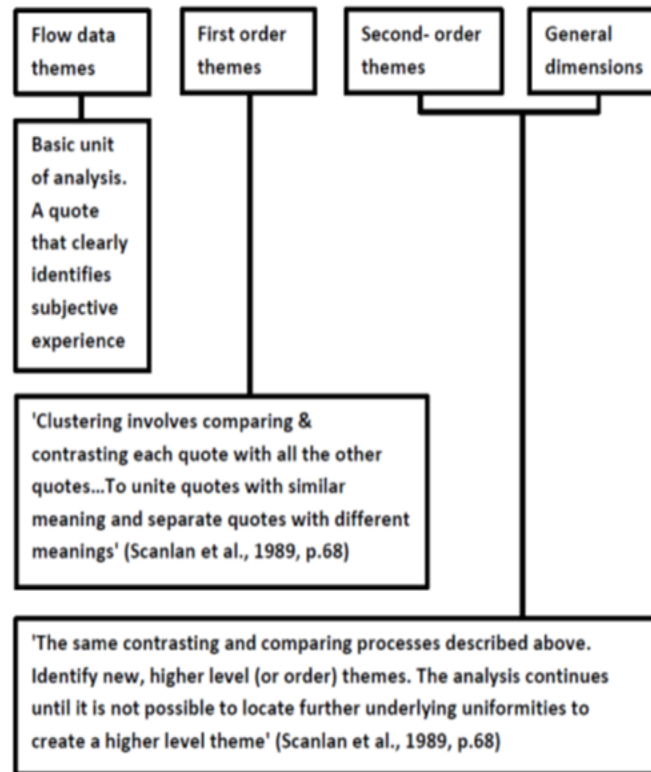 Flow data
themes
First order
themes
Second- order
themes
General
dimensions
Basic unit
of analysis.
A quote
that clearly
identifies
subjective
experience
'Clustering involves comparing &
contrasting each quote with all the other
quotes...To unite quotes with similar
meaning and separate quotes with different
meanings' (Scanlan et al., 1989, p.68)
'The same contrasting and comparing processes described above.
Identify new, higher level (or order) themes. The analysis continues
until it is not possible to locate further underlying uniformities to
create a higher level theme' (Scanlan et al., 1989, p.68)